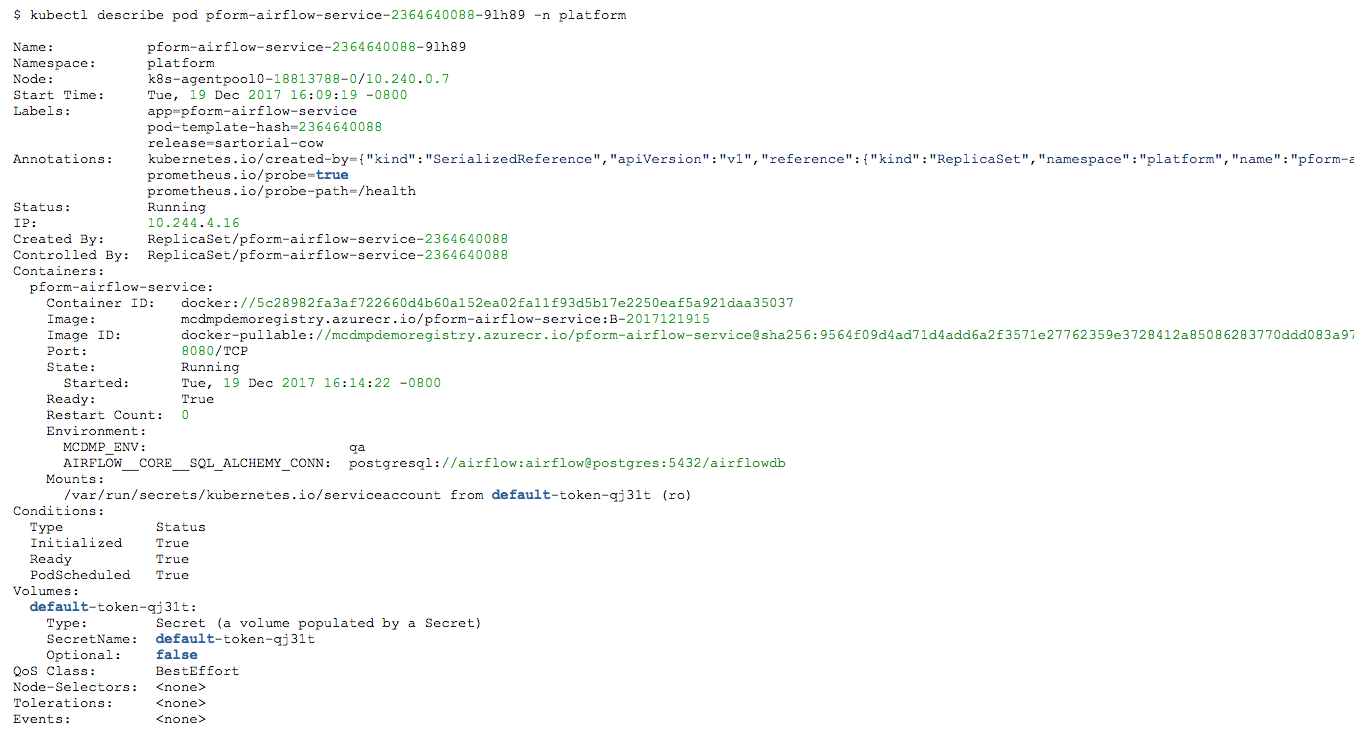 $ kubectl describe pod pform-airflow-service-2364640088-9lh89 -n platform
Name: pform-airflow-service-2364640088-9lh89
Namespace: platform
Node: k8s-agentpool0-18813788-0/10.240.0.7
Start Time: Tue, 19 Dec 2017 16:09:19 -0800
Labels: app=pform-airflow-service
pod-template-hash=2364640088
release=sartorial-cow
Annotations: kubernetes.io/created-by={"kind":"SerializedReference","apiVersion":"v1","reference":{"kind":"ReplicaSet","namespace":"platform","name":"pform-a
prometheus.io/probe=true
prometheus.io/probe-path=/health
Status: Running
IP: 10.244.4.16
Created By: ReplicaSet/pform-airflow-service-2364640088
Controlled By: ReplicaSet/pform-airflow-service-2364640088
Containers:
pform-airflow-service:
Container ID: docker://5c28982fa3af722660d4b60a152ea02fa11f93d5b17e2250eaf5a921daa35037
Image: mcdmpdemoregistry.azurecr.io/pform-airflow-service:B-2017121915
Image ID: docker-pullable://mcdmpdemoregistry.azurecr.io/pform-airflow-service@sha256:9564f09d4ad71d4add6a2f3571e27762359e3728412a85086283770ddd083a97
Port: 8080/TCP
State: Running
Started: Tue, 19 Dec 2017 16:14:22 -0800
Ready: True
Restart Count: 0
Environment:
MCDMP_ENV: qa
AIRFLOW__CORE__SQL_ALCHEMY_CONN: postgresql://airflow:airflow@postgres:5432/airflowdb
Mounts:
/var/run/secrets/kubernetes.io/serviceaccount from default-token-qj3lt (ro)
Conditions:
Type Status
Initialized True
Ready True
PodScheduled True
Volumes:
default-token-qj3lt:
Type: Secret (a volume populated by a Secret)
SecretName: default-token-qj3lt
Optional: false
QoS Class: BestEffort
Node-Selectors: <none>
Tolerations: <none>
Events: <none>